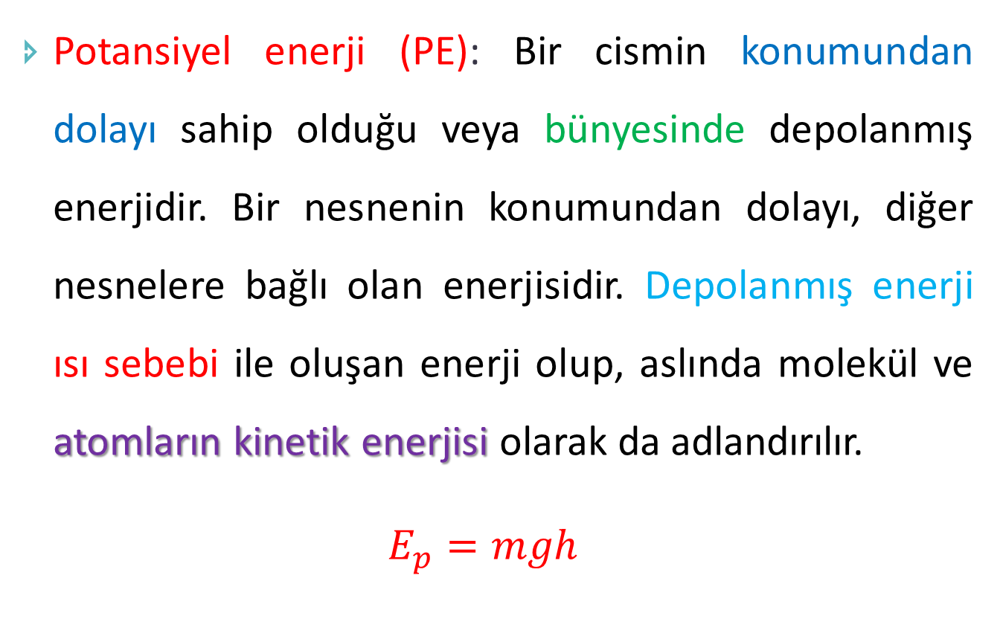 Potansiyel enerji (PE): Bir cismin konumundan
dolayı sahip olduğu veya bünyesinde depolanmış
enerjidir. Bir nesnenin konumundan dolayı, diğer
nesnelere bağlı olan enerjisidir. Depolanmış enerji
ısı sebebi ile oluşan enerji olup, aslında molekül ve
atomların kinetik enerjisi olarak da adlandırılır.
E_p = mgh